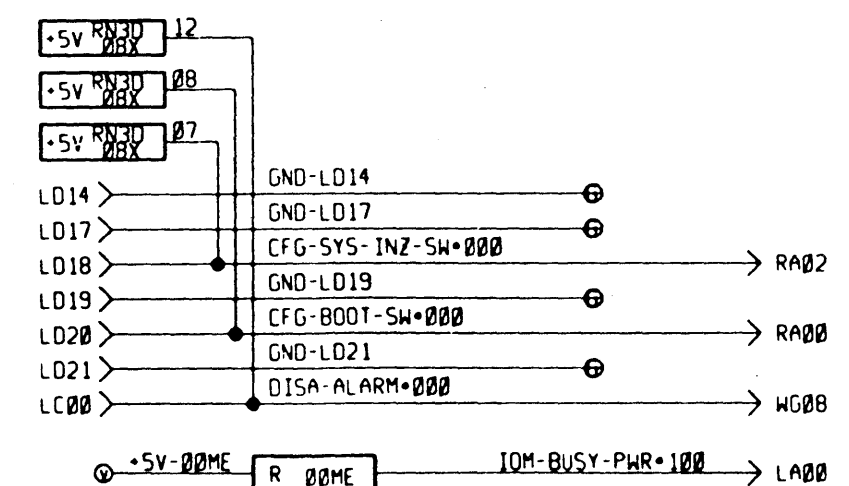 +5V RN3D 08X 12
+5V RN3D 08X 08
+5V RN3D 08X 07
LD14 GND-LD14 G
LD17 GND-LD17 G
LD18 CFG-SYS-INZ-SW•000 RA02
LD19 GND-LD19 G
LD20 CFG-BOOT-SW•000 RA00
LD21 GND-LD21 G
LC00 DISA-ALARM•000 WG08
V +5V-00ME R 00ME IOM-BUSY-PWR•100 LA00